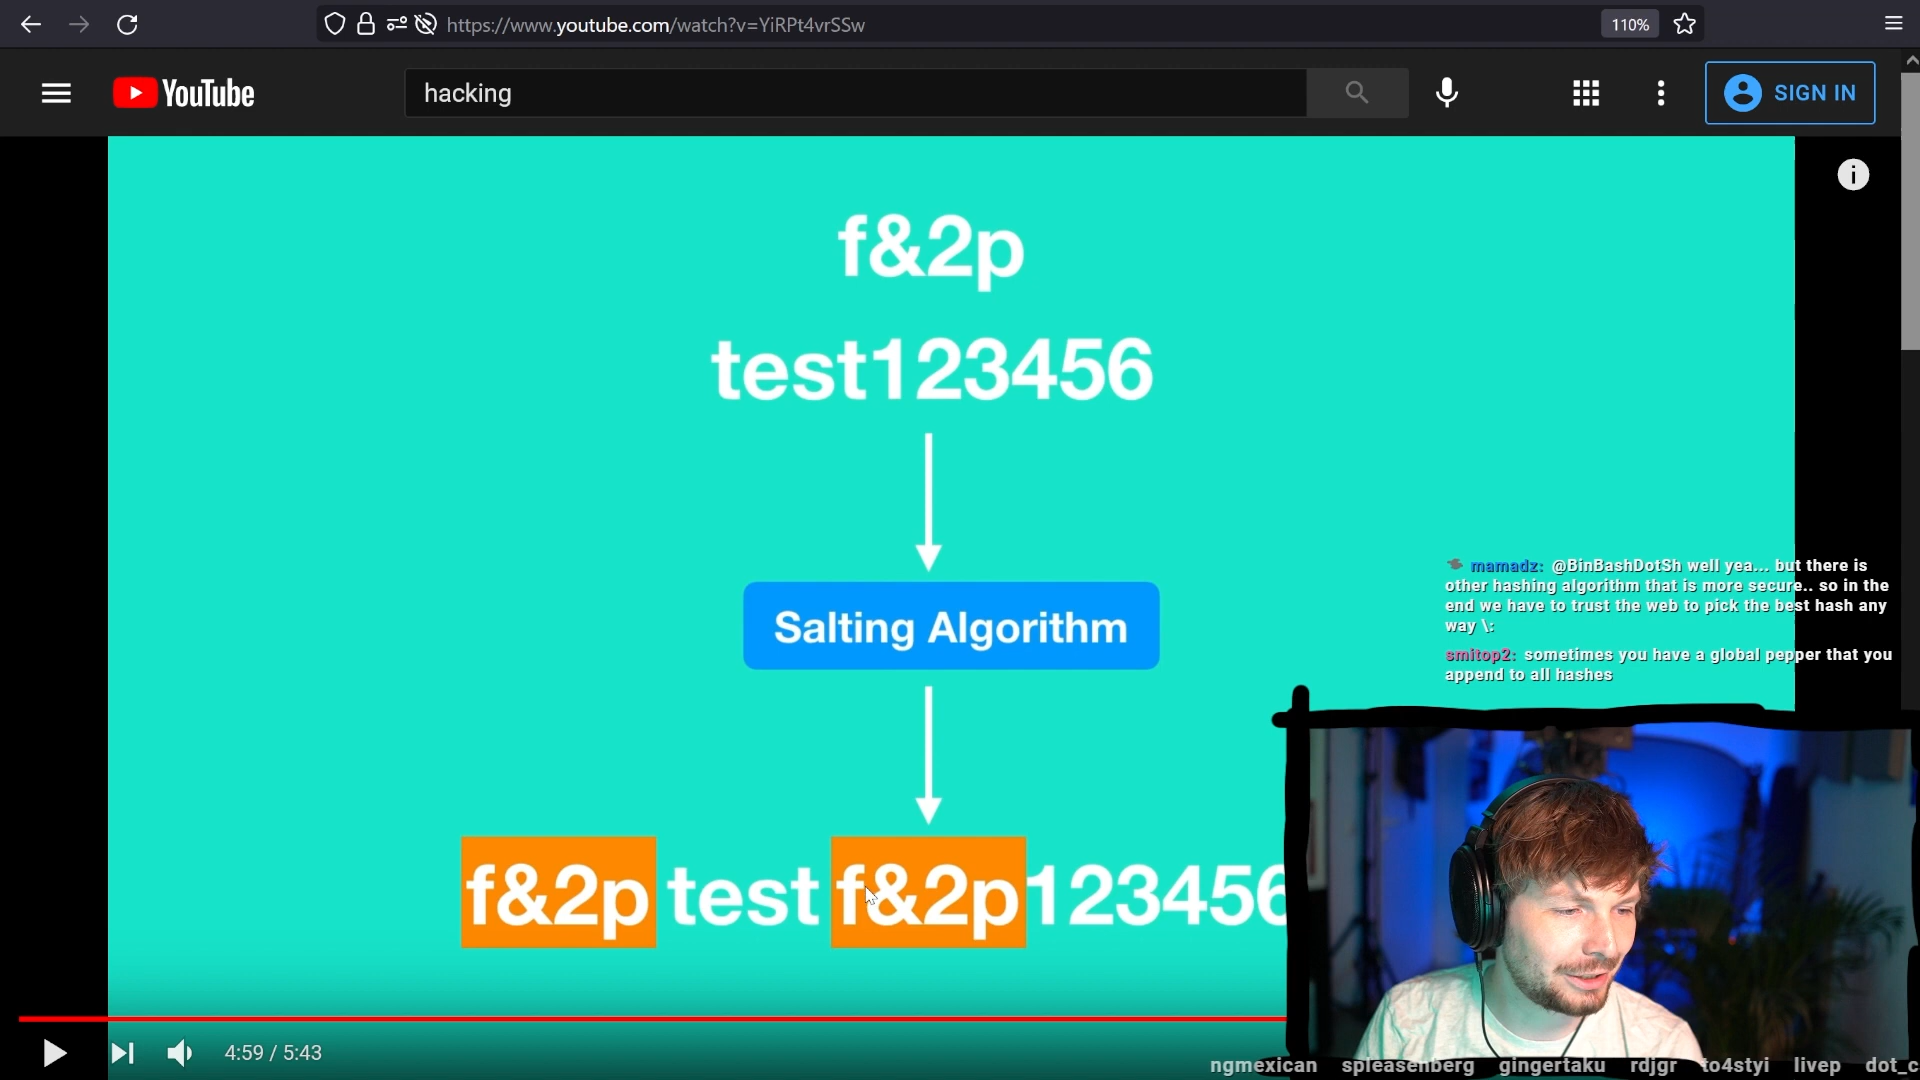 https://www.youtube.com/watch?v=YiRPt4vrSSw
110%
YouTube
hacking
SIGN IN
f&2p
test123456
Salting Algorithm
f&2p test f&2p 123456
mamadz: @BinBashDotSh well yea... but there is
other hashing algorithm that is more secure.. so in the
end we have to trust the web to pick the best hash any
way \:
smitop2: sometimes you have a global pepper that you
append to all hashes
4:59 / 5:43
ngmexican spleasenberg gingertaku rdjgr to4styi livep dot_c